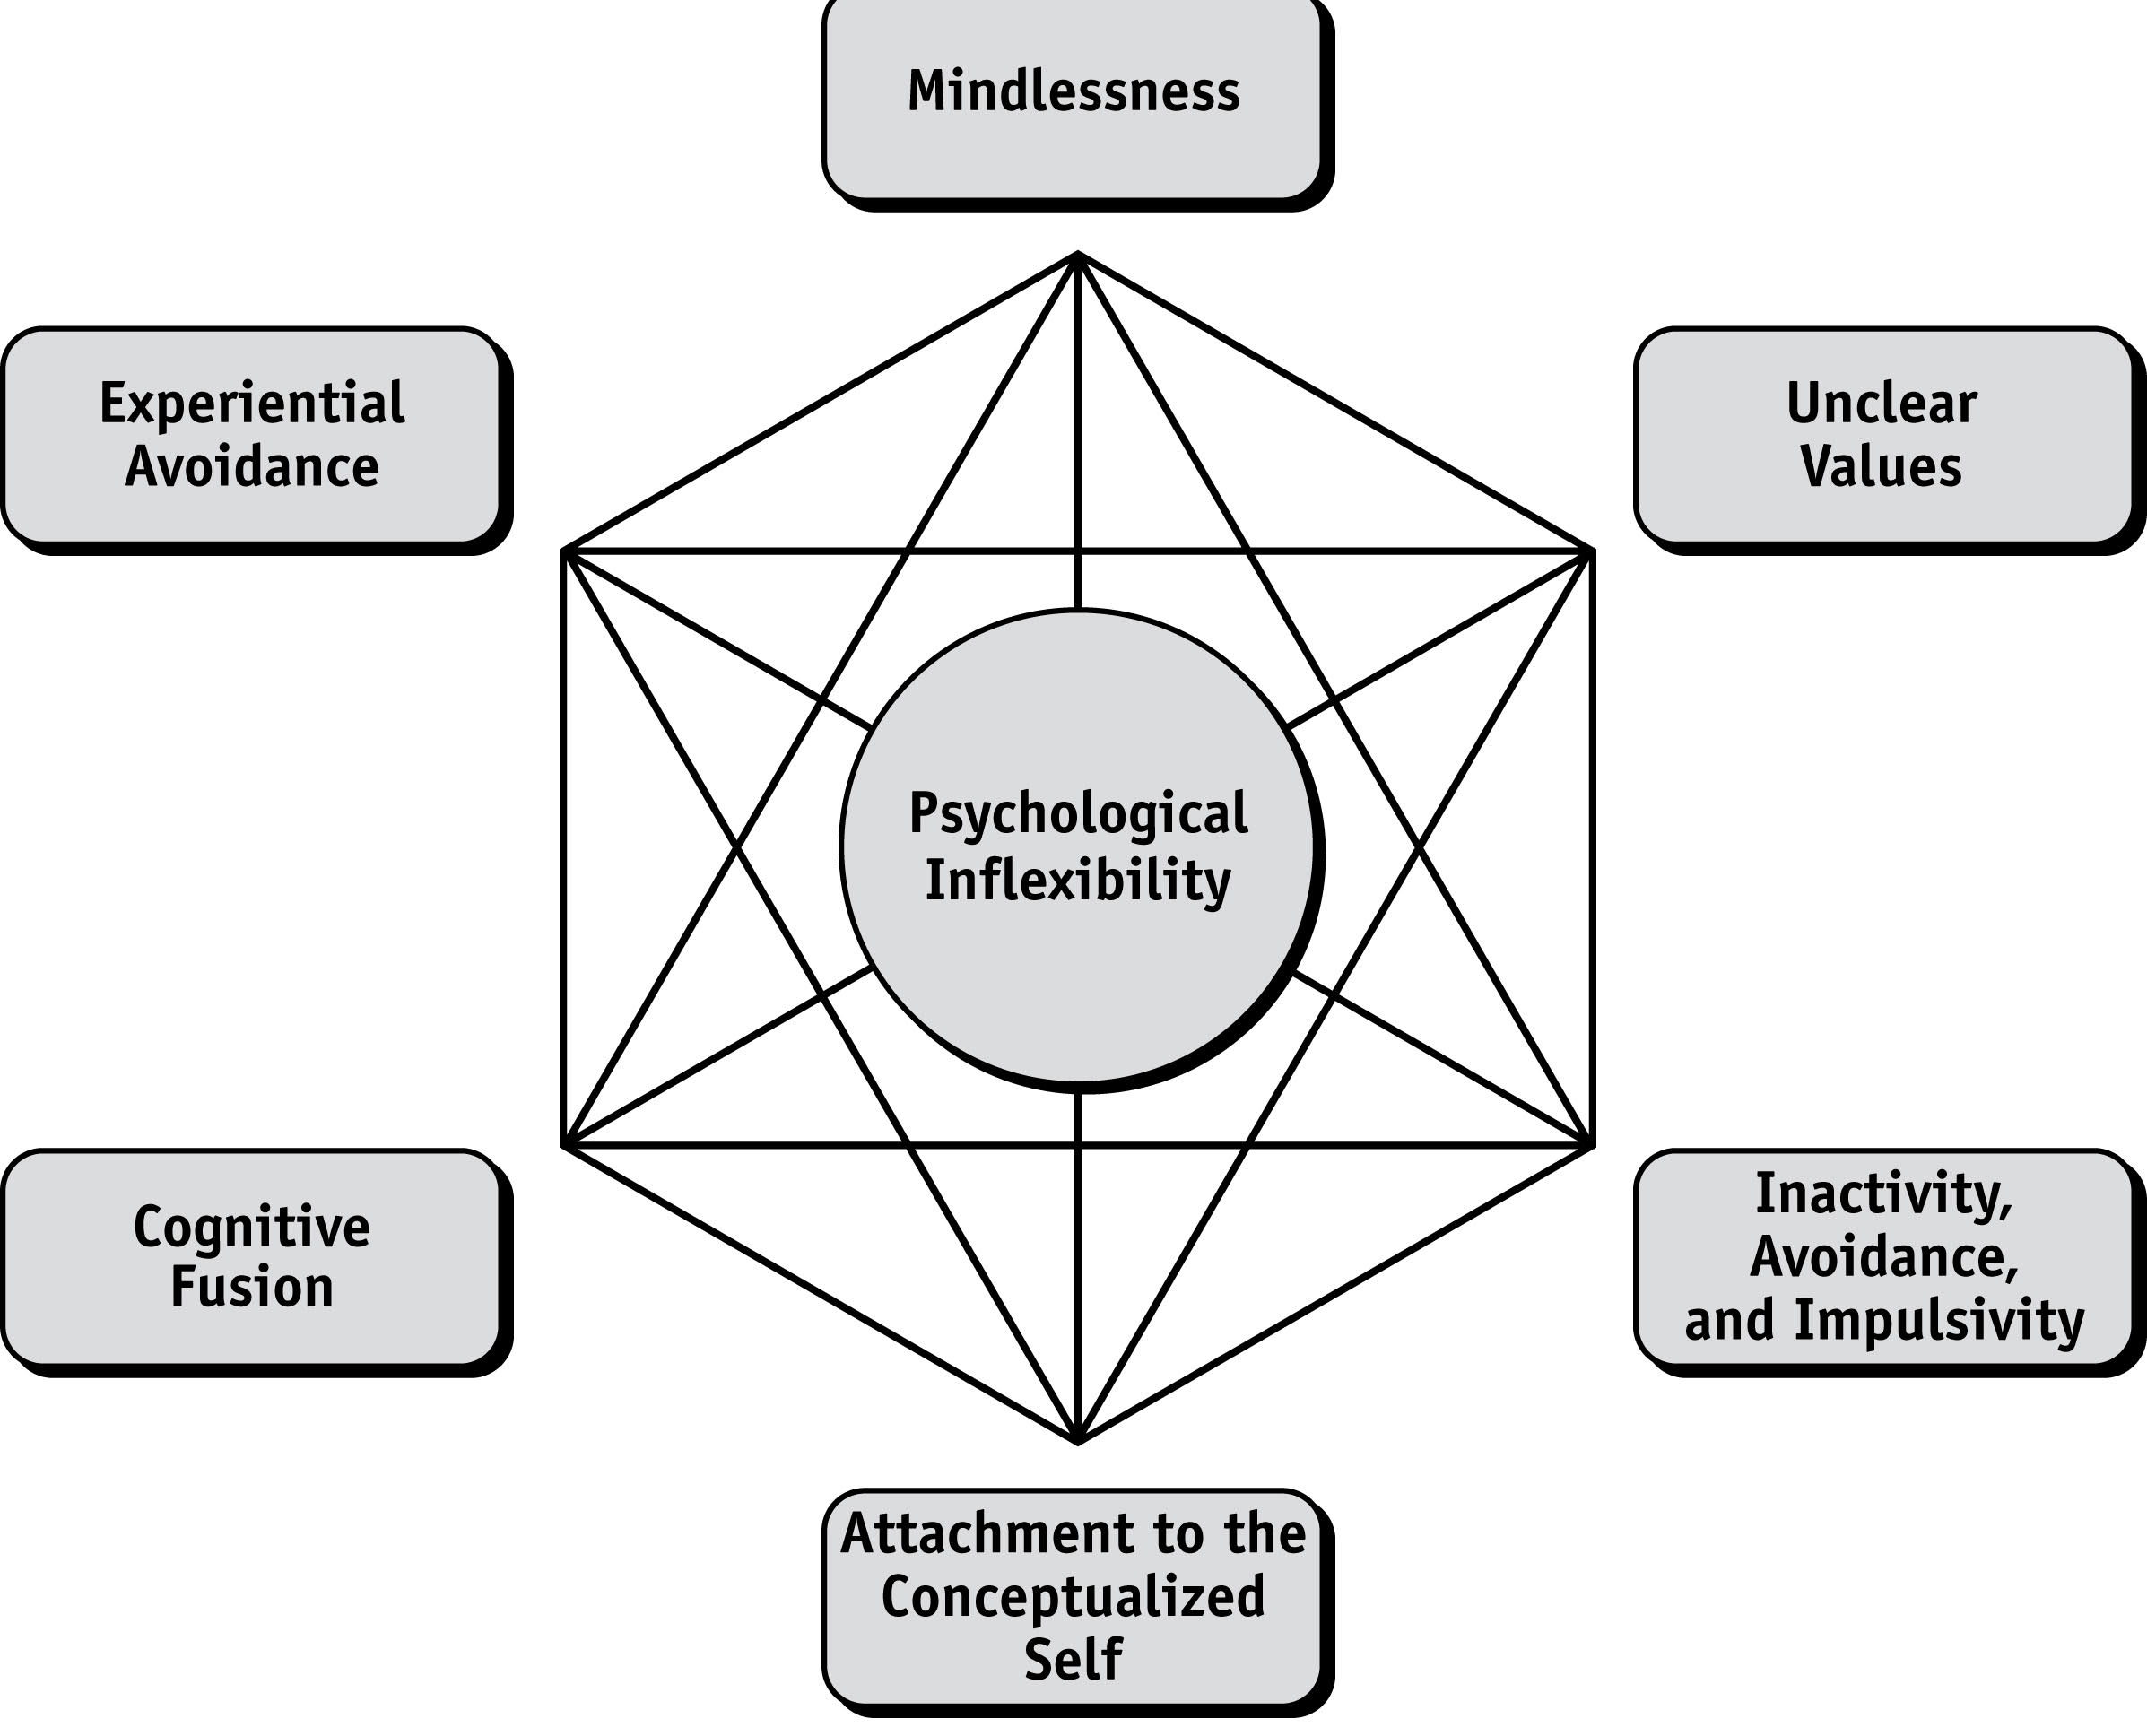 Mindlessness
Experiential
Avoidance
Unclear
Values
Psychological
Inflexibility
Cognitive
Fusion
Inactivity,
Avoidance,
and Impulsivity
Attachment to the
Conceptualized
Self